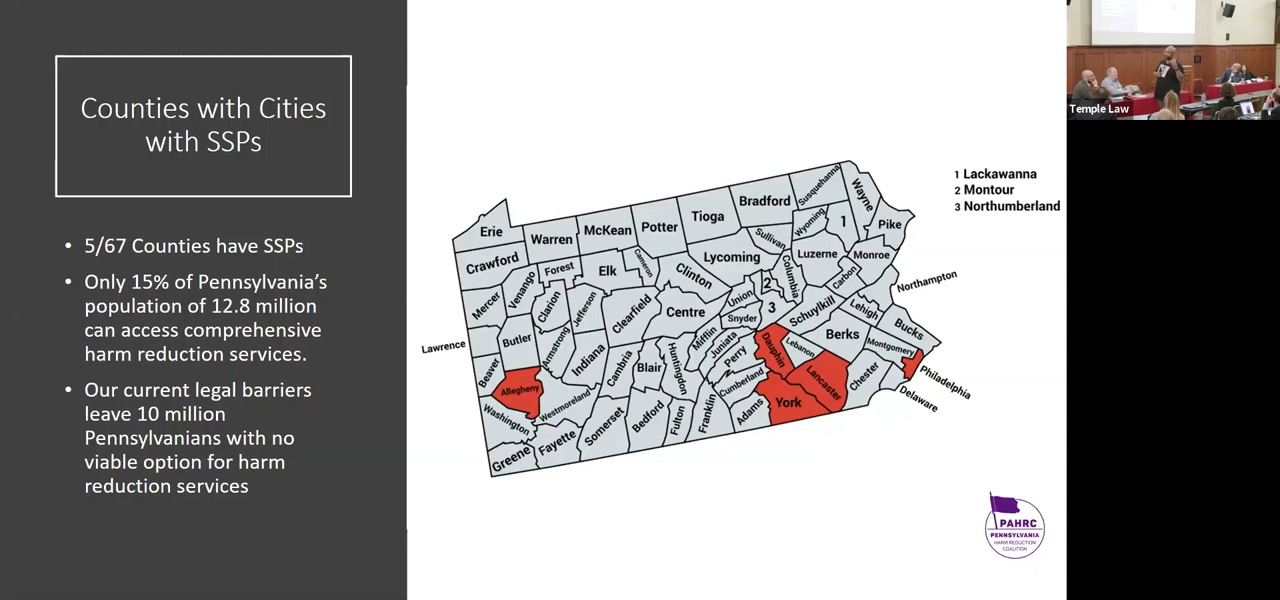 Counties with Cities
with SSPs
• 5/67 Counties have SSPs
• Only 15% of Pennsylvania's
population of 12.8 million
can access comprehensive
harm reduction services.
• Our current legal barriers
leave 10 million
Pennsylvanians with no
viable option for harm
reduction services
1 Lackawanna
2 Montour
3 Northumberland
Erie
Warren
McKean
Potter
Tioga
Bradford
Susquehanna
Wayne
Crawford
Forest
Elk
Cameron
Lycoming
Sullivan
Wyoming
1
Pike
Mercer
Venango
Clarion
Jefferson
Clearfield
Clinton
Centre
Union
2
Columbia
Luzerne
Monroe
Carbon
Northampton
Lawrence
Butler
Armstrong
Indiana
Snyder
3
Schuylkill
Lehigh
Bucks
Beaver
Allegheny
Westmoreland
Cambria
Blair
Huntingdon
Mifflin
Juniata
Perry
Dauphin
Lebanon
Berks
Montgomery
Philadelphia
Washington
Cumberland
Lancaster
Chester
Delaware
Greene
Fayette
Somerset
Bedford
Fulton
Franklin
Adams
York
PAHRC
PENNSYLVANIA
HARM REDUCTION
COALITION
Temple Law